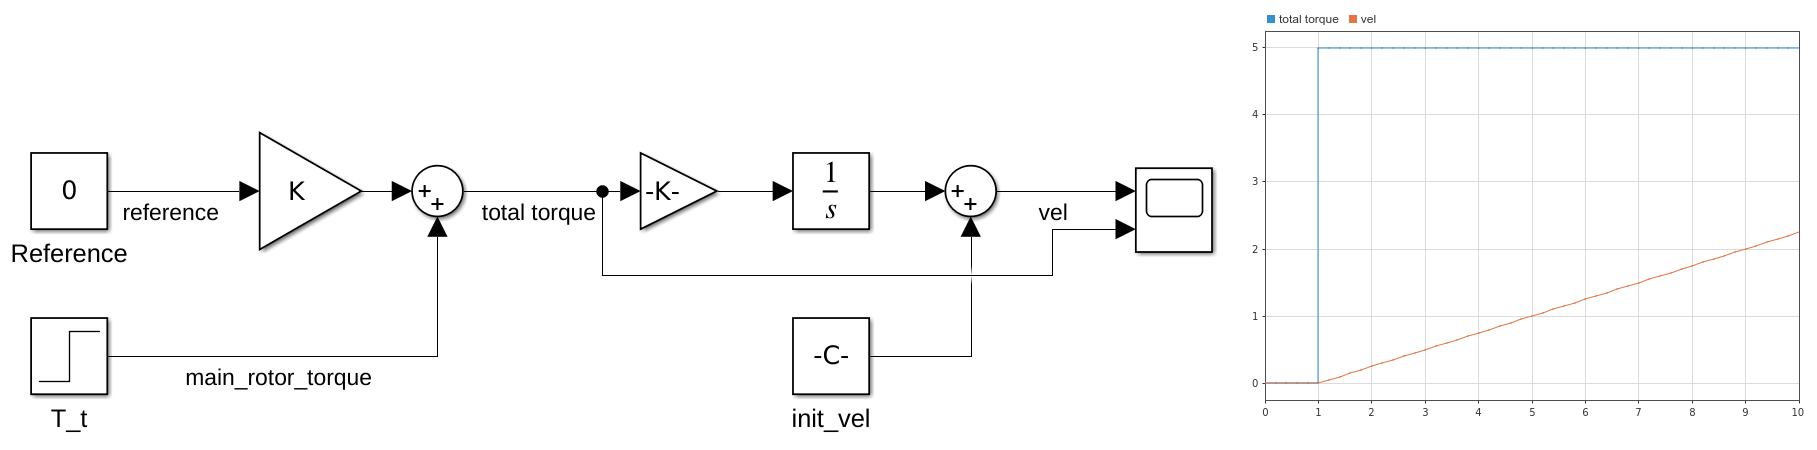 0
reference
Reference
K
+
+
total torque
-K-
1
s
+
+
vel
T_t
main_rotor_torque
-C-
init_vel
total torque vel
5
4
3
2
1
0
0 1 2 3 4 5 6 7 8 9 10